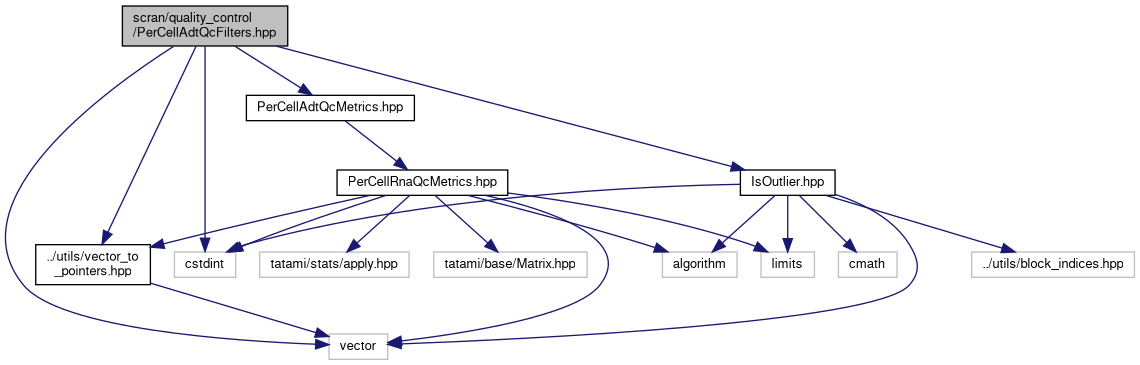 scran/quality_control
/PerCellAdtQcFilters.hpp
PerCellAdtQcMetrics.hpp
PerCellRnaQcMetrics.hpp
IsOutlier.hpp
../utils/vector_to
_pointers.hpp
cstdint
tatami/stats/apply.hpp
tatami/base/Matrix.hpp
algorithm
limits
cmath
../utils/block_indices.hpp
vector